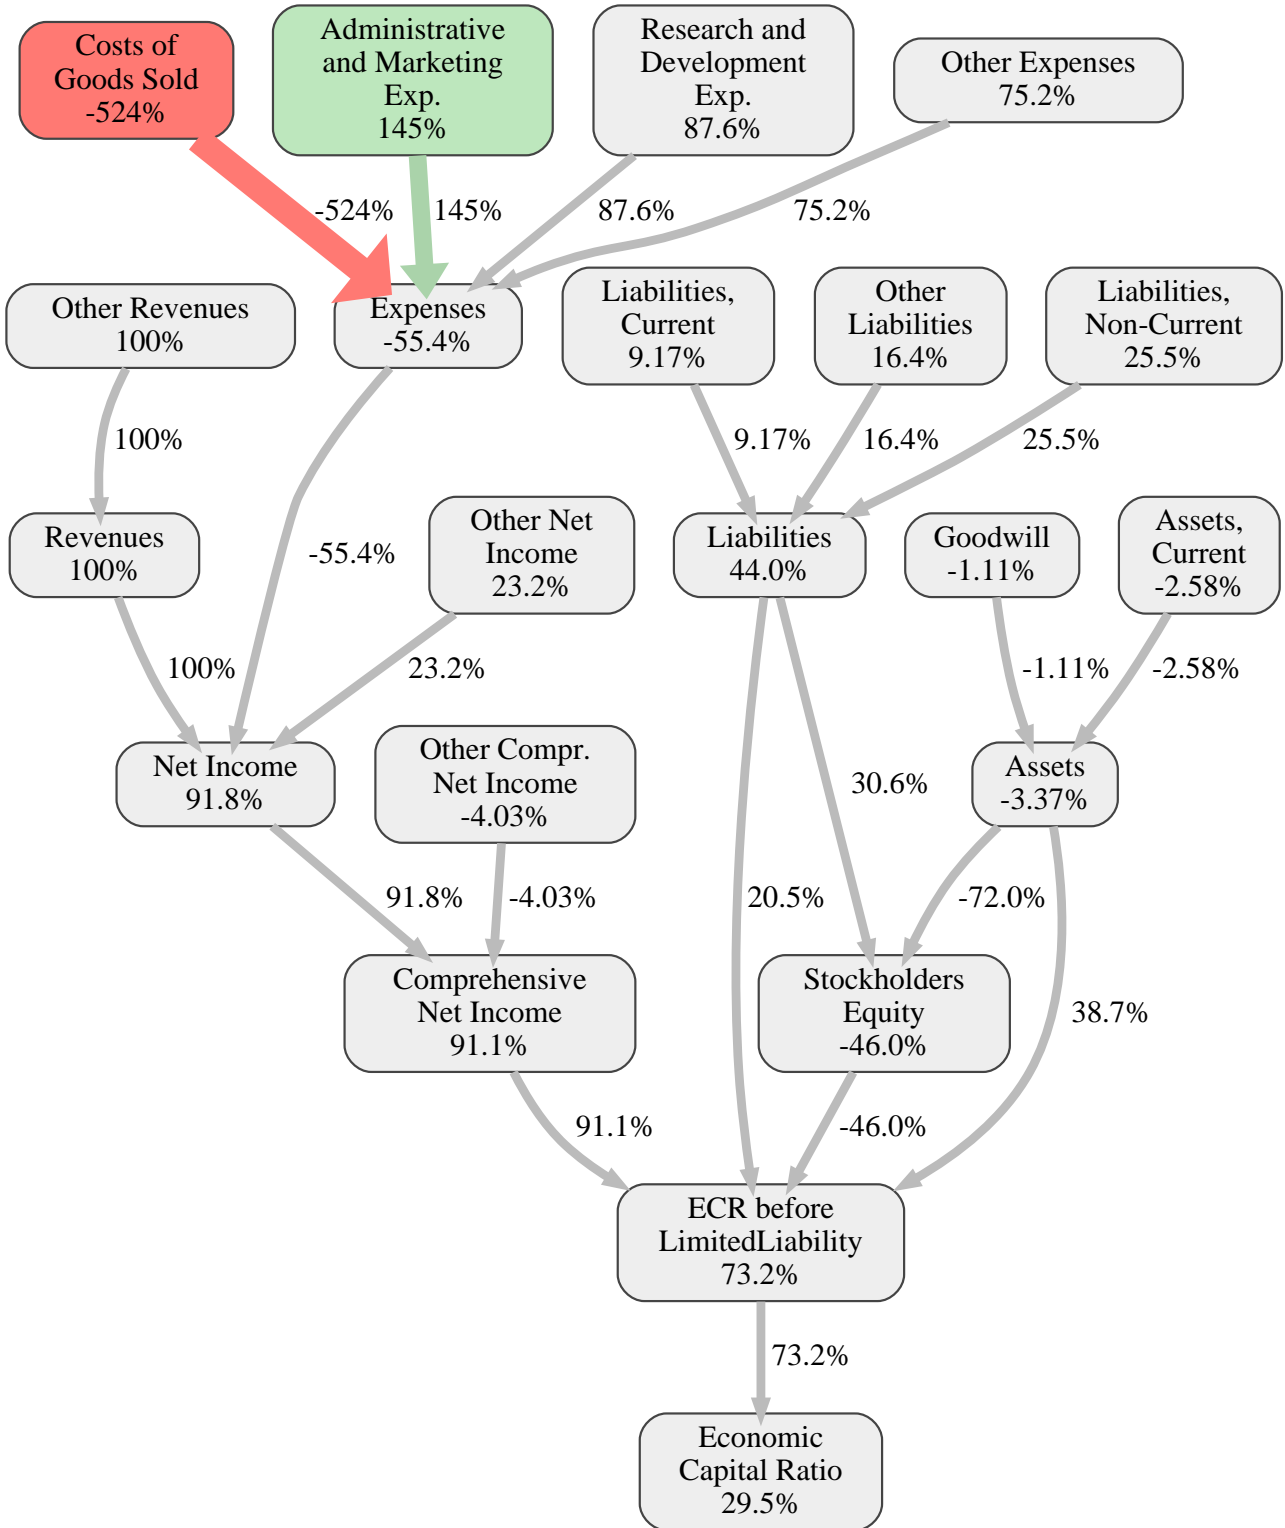 Costs of
Goods Sold
-524%
Administrative
and Marketing
Exp.
145%
Research and
Development
Exp.
87.6%
Other Expenses
75.2%
-524%
145%
87.6%
75.2%
Other Revenues
100%
Expenses
-55.4%
Liabilities,
Current
9.17%
Other
Liabilities
16.4%
Liabilities,
Non-Current
25.5%
100%
9.17%
16.4%
25.5%
Revenues
100%
-55.4%
Other Net
Income
23.2%
Liabilities
44.0%
Goodwill
-1.11%
Assets,
Current
-2.58%
100%
23.2%
-1.11%
-2.58%
Net Income
91.8%
Other Compr.
Net Income
-4.03%
30.6%
Assets
-3.37%
91.8%
-4.03%
20.5%
-72.0%
Comprehensive
Net Income
91.1%
Stockholders
Equity
-46.0%
38.7%
91.1%
-46.0%
ECR before
LimitedLiability
73.2%
73.2%
Economic
Capital Ratio
29.5%